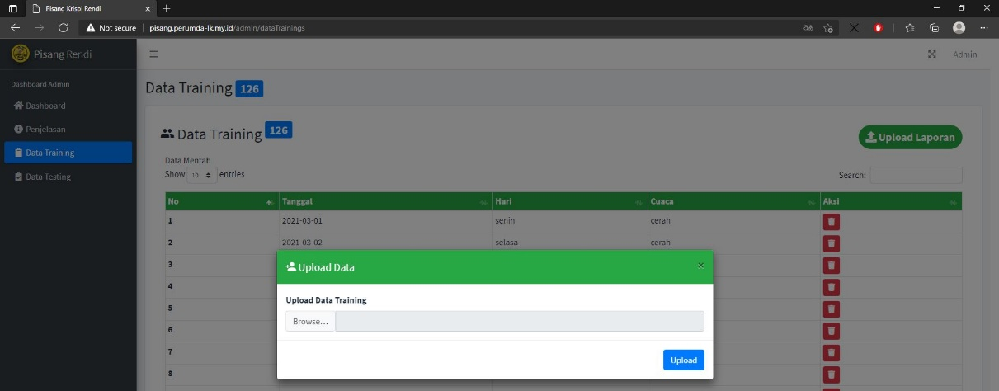 Pisang Krispi Rendi
Not secure | pisang.perumda-lk.my.id/admin/dataTrainings
Pisang Rendi
Admin
Dashboard Admin
Dashboard
Penjelasan
Data Training
Data Testing
Data Training 126
Data Training 126
Upload Laporan
Data Mentah
Show 10 entries
Search:
No Tanggal Hari Cuaca Aksi
1 2021-03-01 senin cerah
2 2021-03-02 selasa cerah
3
4
5
6
7
8
Upload Data ×
Upload Data Training
Browse...
Upload